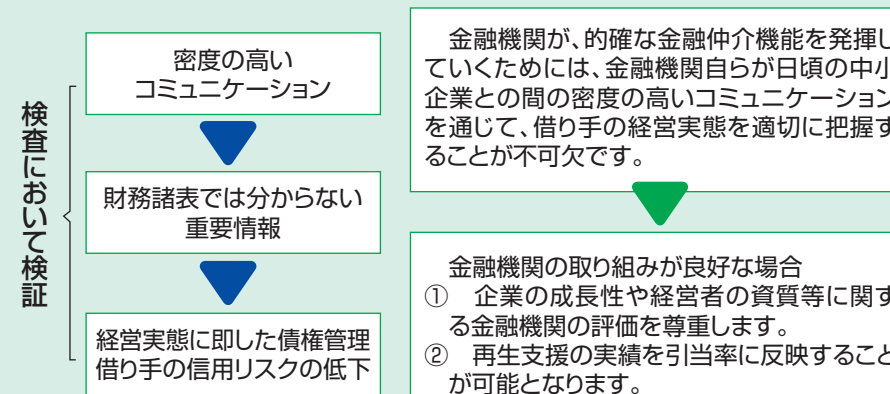 検査において検証
密度の高い
コミュニケーション
財務諸表では分からない
重要情報
経営実態に即した債権管理
借り手の信用リスクの低下
金融機関が、的確な金融仲介機能を発揮し
ていくためには、金融機関自らが日頃の中小
企業との間の密度の高いコミュニケーション
を通じて、借り手の経営実態を適切に把握す
ることが不可欠です。
金融機関の取り組みが良好な場合
① 企業の成長性や経営者の資質等に関す
る金融機関の評価を尊重します。
② 再生支援の実績を引当率に反映すること
が可能となります。